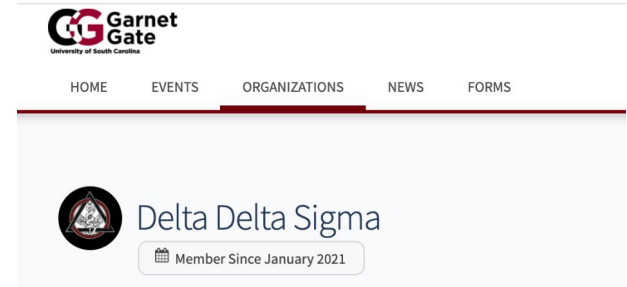 Garnet
Gate
University of South Carolina
HOME EVENTS ORGANIZATIONS NEWS FORMS
Delta Delta Sigma
Member Since January 2021